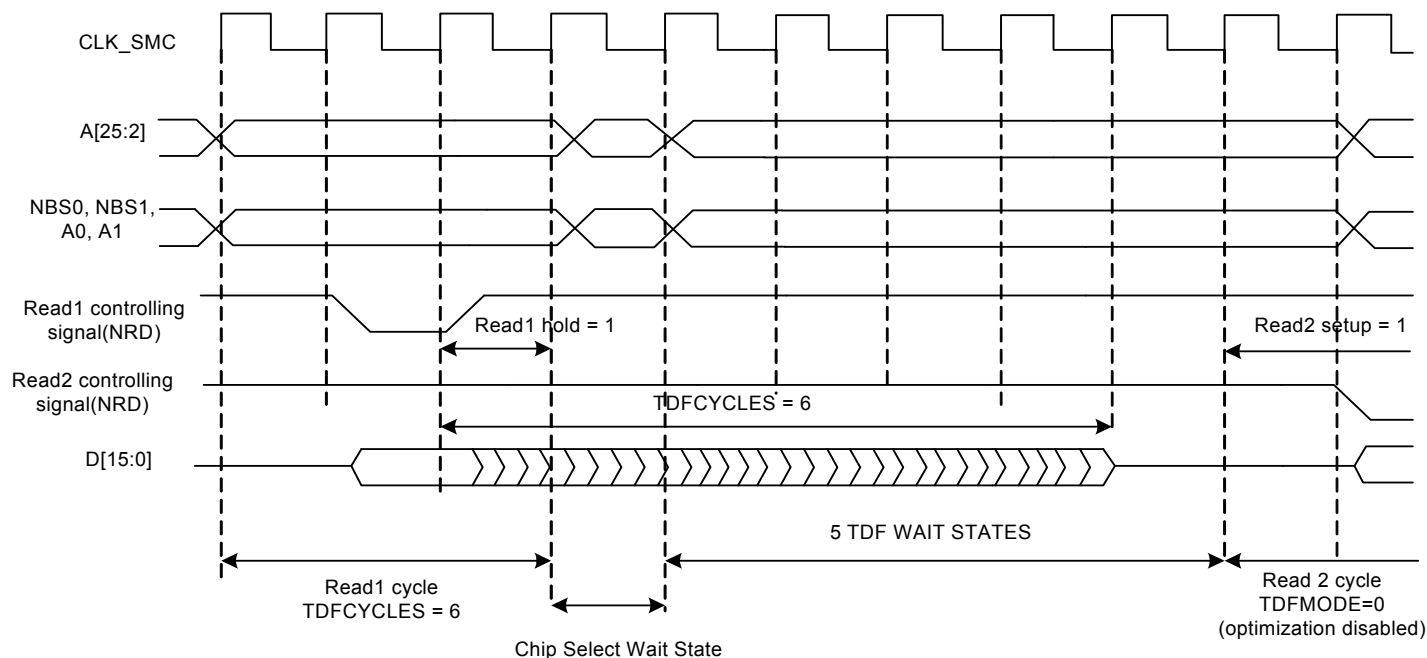 CLK_SMC
A[25:2]
NBS0, NBS1,
A0, A1
Read1 controlling
signal(NRD)
Read1 hold = 1
Read2 setup = 1
Read2 controlling
signal(NRD)
TDFCYCLES = 6
D[15:0]
5 TDF WAIT STATES
Read1 cycle
TDFCYCLES = 6
Chip Select Wait State
Read 2 cycle
TDFMODE=0
(optimization disabled)